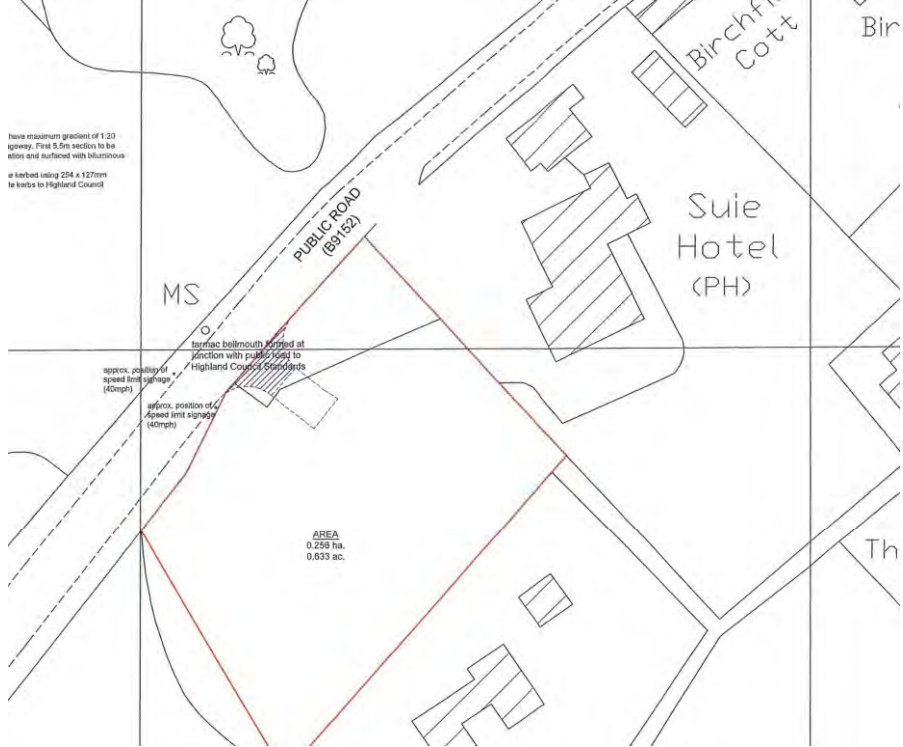 Birchfi
Cott
Bir
have maximum gradient of 1:20
igeway. First 5.5m section to be
ation and surfaced with bituminous
e kerbed using 254 x 127mm
te kerbs to Highland Council
PUBLIC ROAD
(B9152)
Suie
Hotel
(PH)
MS
tarmac bellmouth formed at
junction with public road to
Highland Council Standards
approx. position of
speed limit signage
(40mph)
approx. position of
speed limit signage
(40mph)
AREA
0.256 ha.
0.633 ac.
Th